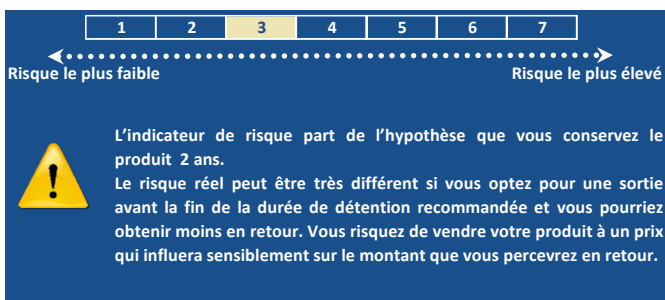 1 2 3 4 5 6 7
Risque le plus faible Risque le plus élevé
L'indicateur de risque part de l'hypothèse que vous conservez le
produit 2 ans.
Le risque réel peut être très différent si vous optez pour une sortie
avant la fin de la durée de détention recommandée et vous pourriez
obtenir moins en retour. Vous risquez de vendre votre produit à un prix
qui influera sensiblement sur le montant que vous percevrez en retour.